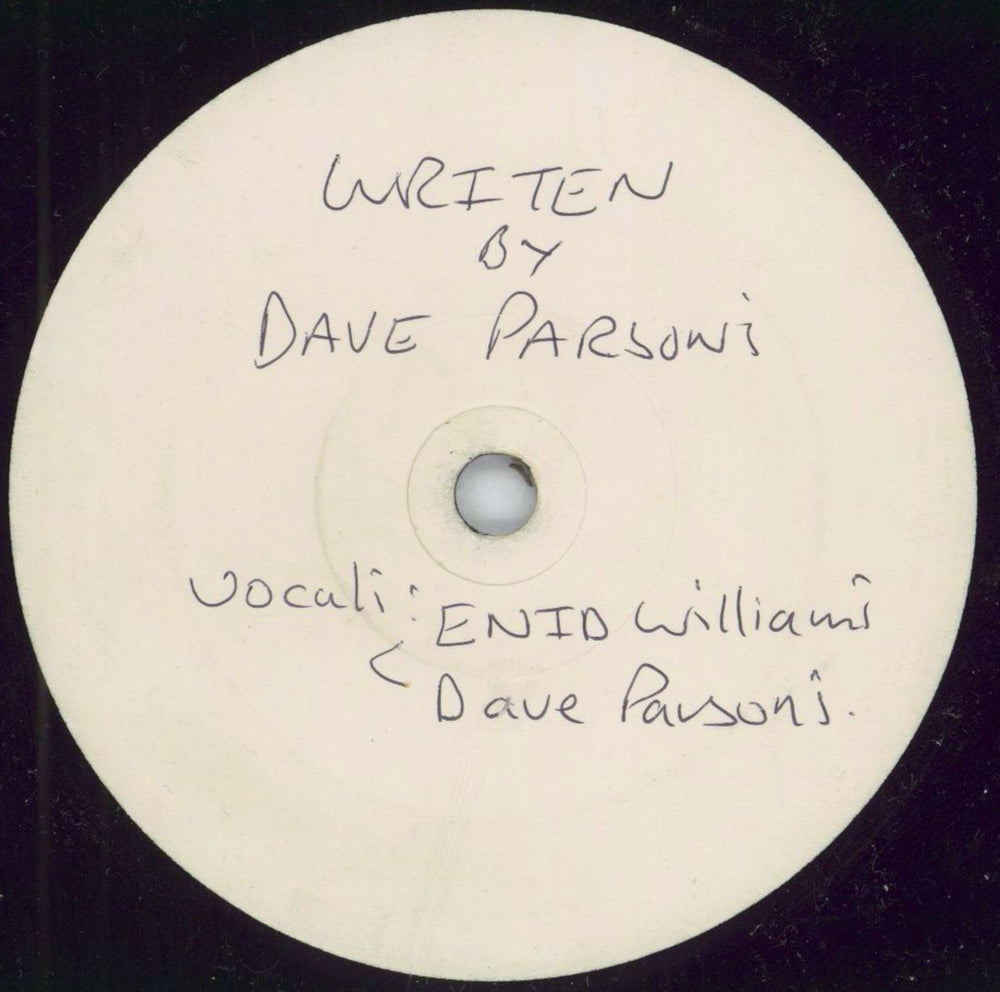 WRITEN
BY
DAVE PARSONS
vocals: ENID Williams
< Dave Parsons.